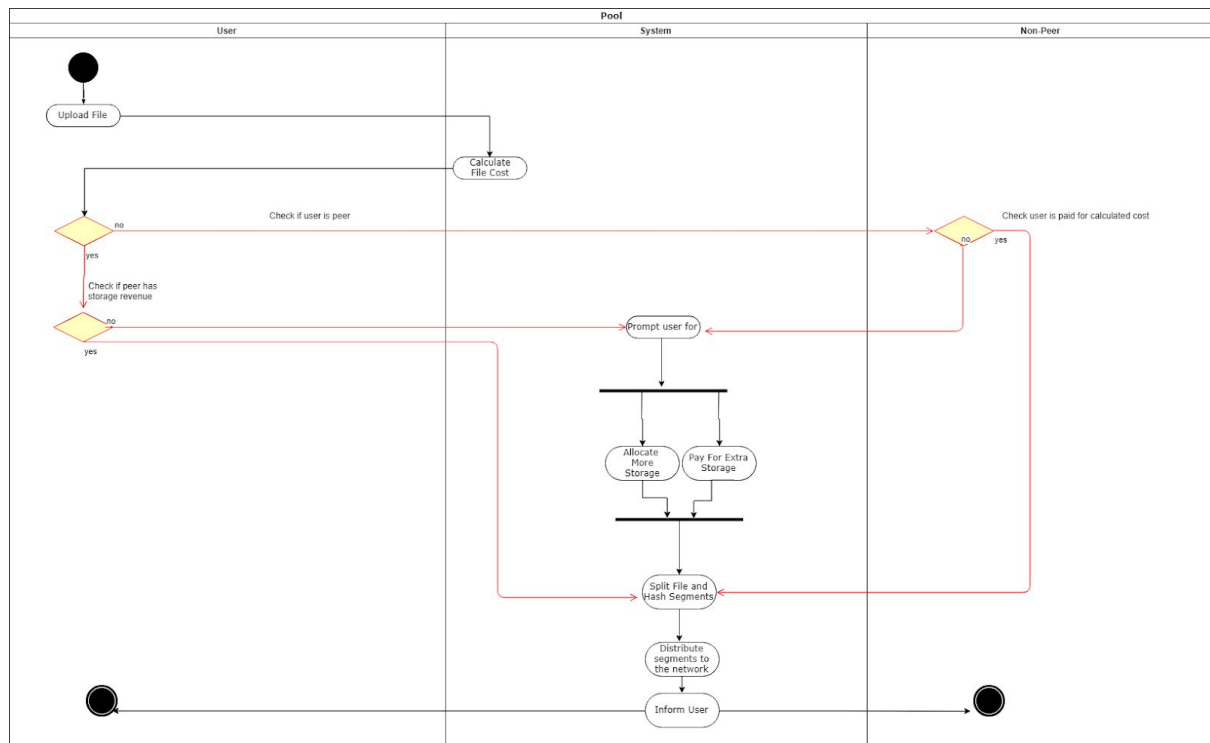 Pool
User
System
Non-Peer
Upload File
Calculate
File Cost
Check if user is peer
Check user is paid for calculated cost
no
no
yes
yes
Check if peer has
storage revenue
no
Prompt user for
yes
Allocate
More
Storage
Pay For Extra
Storage
Split File and
Hash Segments
Distribute
segments to
the network
Inform User